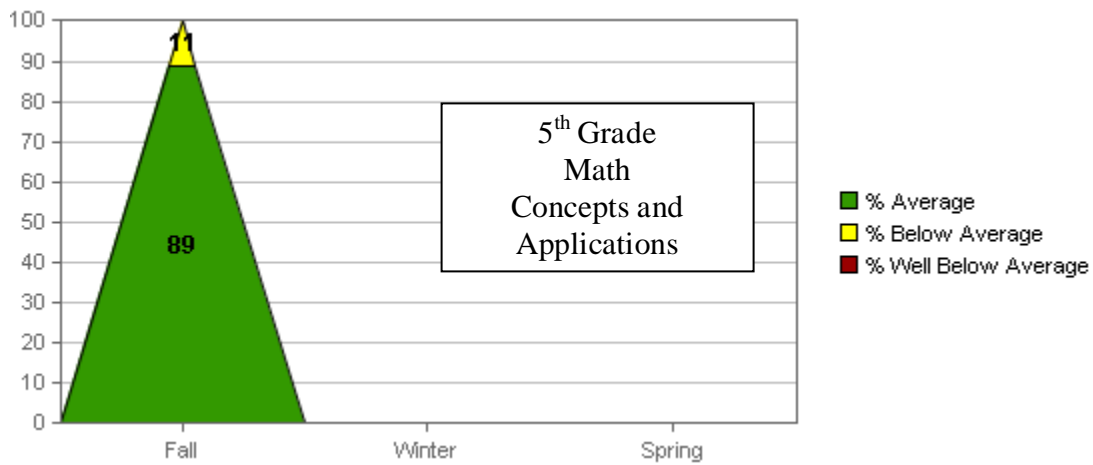 100
90
80
70
60
50
40
30
20
10
0
11
89
5th Grade
Math
Concepts and
Applications
% Average
% Below Average
% Well Below Average
Fall Winter Spring